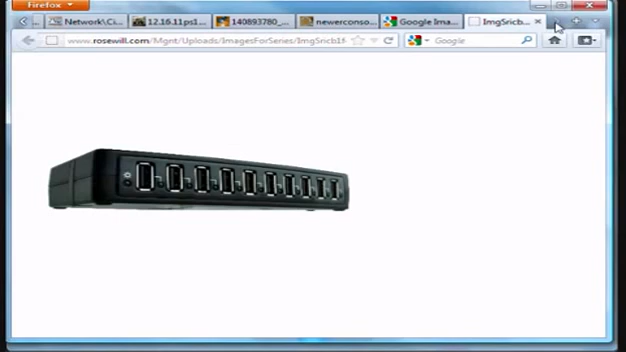 Firefox
Network\Ci... 12.16.11ps1... 140893780_... newerconso... Google Ima... ImgSricb...
www.rosewill.com/Mgnt/Uploads/ImagesForSeries/ImgSricb1f Google